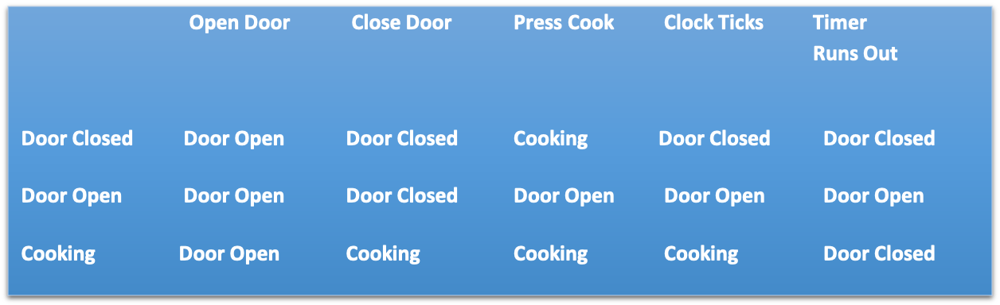 Open Door Close Door Press Cook Clock Ticks Timer
Runs Out
Door Closed Door Open Door Closed Cooking Door Closed Door Closed
Door Open Door Open Door Closed Door Open Door Open Door Open
Cooking Door Open Cooking Cooking Cooking Door Closed